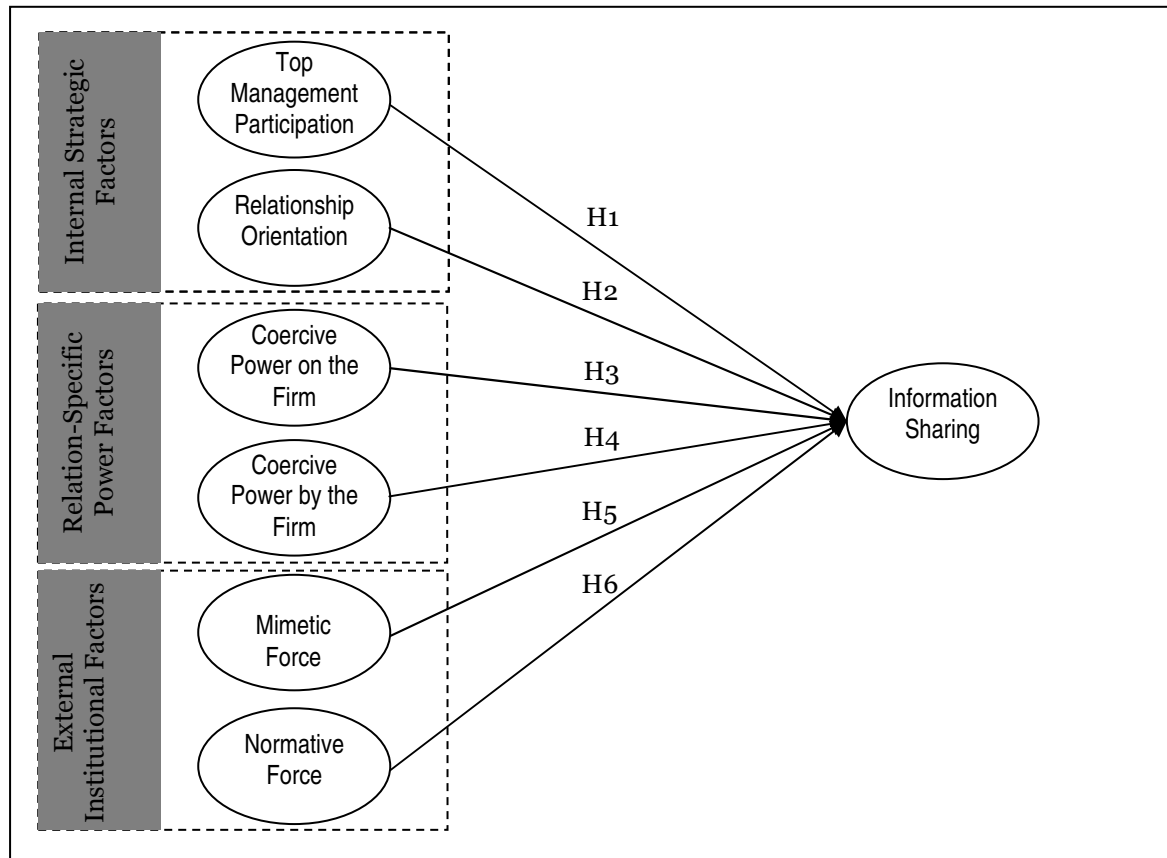 Internal Strategic
Factors
Top
Management
Participation
Relationship
Orientation
H1
H2
Relation-Specific
Power Factors
Coercive
Power on the
Firm
Coercive
Power by the
Firm
H3
H4
Information
Sharing
External
Institutional Factors
Mimetic
Force
Normative
Force
H5
H6